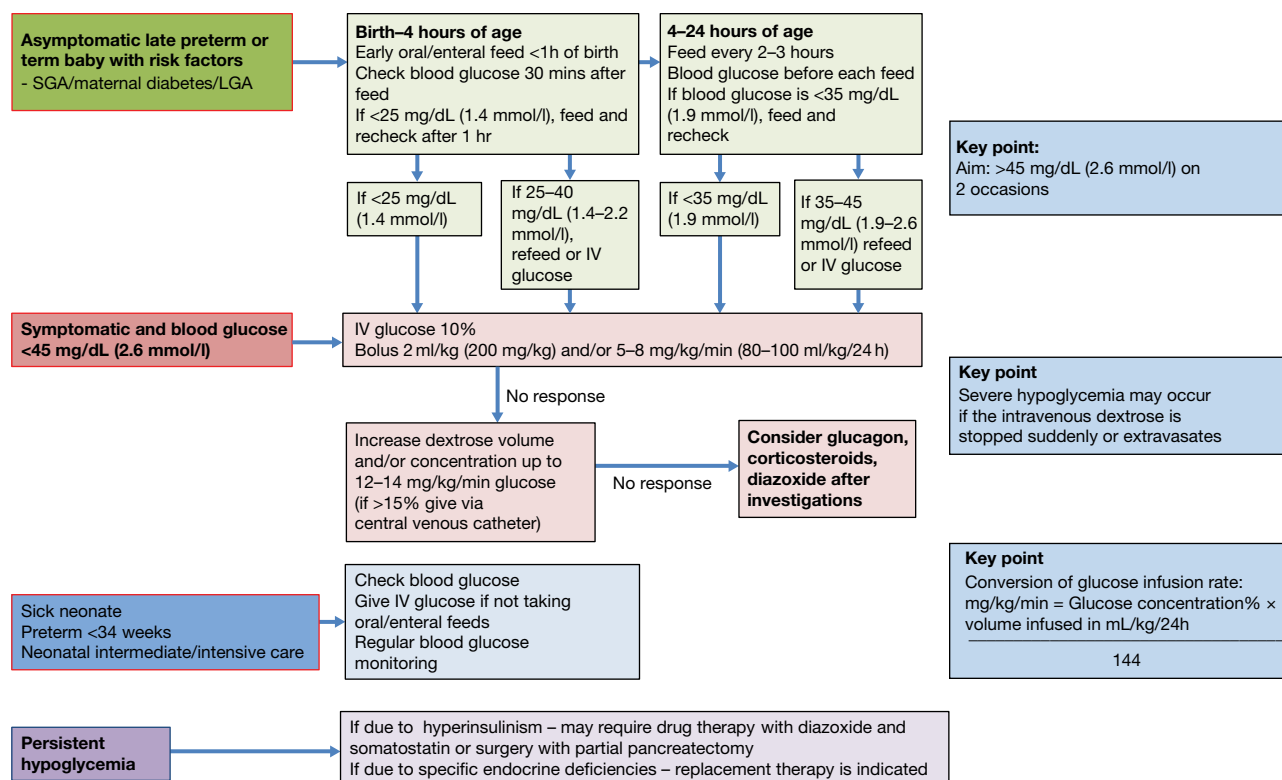 Asymptomatic late preterm or
term baby with risk factors
- SGA/maternal diabetes/LGA
Birth–4 hours of age
Early oral/enteral feed <1h of birth
Check blood glucose 30 mins after
feed
If <25 mg/dL (1.4 mmol/l), feed and
recheck after 1 hr
4–24 hours of age
Feed every 2–3 hours
Blood glucose before each feed
If blood glucose is <35 mg/dL
(1.9 mmol/l), feed and
recheck
Key point:
Aim: >45 mg/dL (2.6 mmol/l) on
2 occasions
If <25 mg/dL
(1.4 mmol/l)
If 25–40
mg/dL (1.4–2.2
mmol/l),
refeed or IV
glucose
If <35 mg/dL
(1.9 mmol/l)
If 35–45
mg/dL (1.9–2.6
mmol/l) refeed
or IV glucose
Symptomatic and blood glucose
<45 mg/dL (2.6 mmol/l)
IV glucose 10%
Bolus 2 ml/kg (200 mg/kg) and/or 5–8 mg/kg/min (80–100 ml/kg/24 h)
Key point
Severe hypoglycemia may occur
if the intravenous dextrose is
stopped suddenly or extravasates
No response
Increase dextrose volume
and/or concentration up to
12–14 mg/kg/min glucose
(if >15% give via
central venous catheter)
No response
Consider glucagon,
corticosteroids,
diazoxide after
investigations
Key point
Conversion of glucose infusion rate:
mg/kg/min = Glucose concentration% ×
volume infused in mL/kg/24h
144
Sick neonate
Preterm <34 weeks
Neonatal intermediate/intensive care
Check blood glucose
Give IV glucose if not taking
oral/enteral feeds
Regular blood glucose
monitoring
Persistent
hypoglycemia
If due to hyperinsulinism – may require drug therapy with diazoxide and
somatostatin or surgery with partial pancreatectomy
If due to specific endocrine deficiencies – replacement therapy is indicated